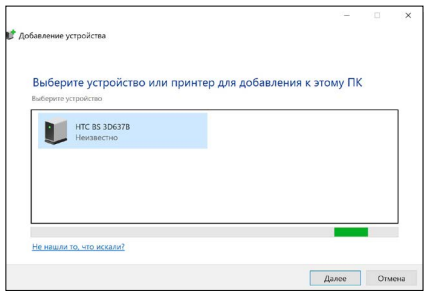 Добавление устройства
Выберите устройство или принтер для добавления к этому ПК
Выберите устройство
HTC BS 3D637B
Неизвестно
Не нашли то, что искали?
Далее
Отмена